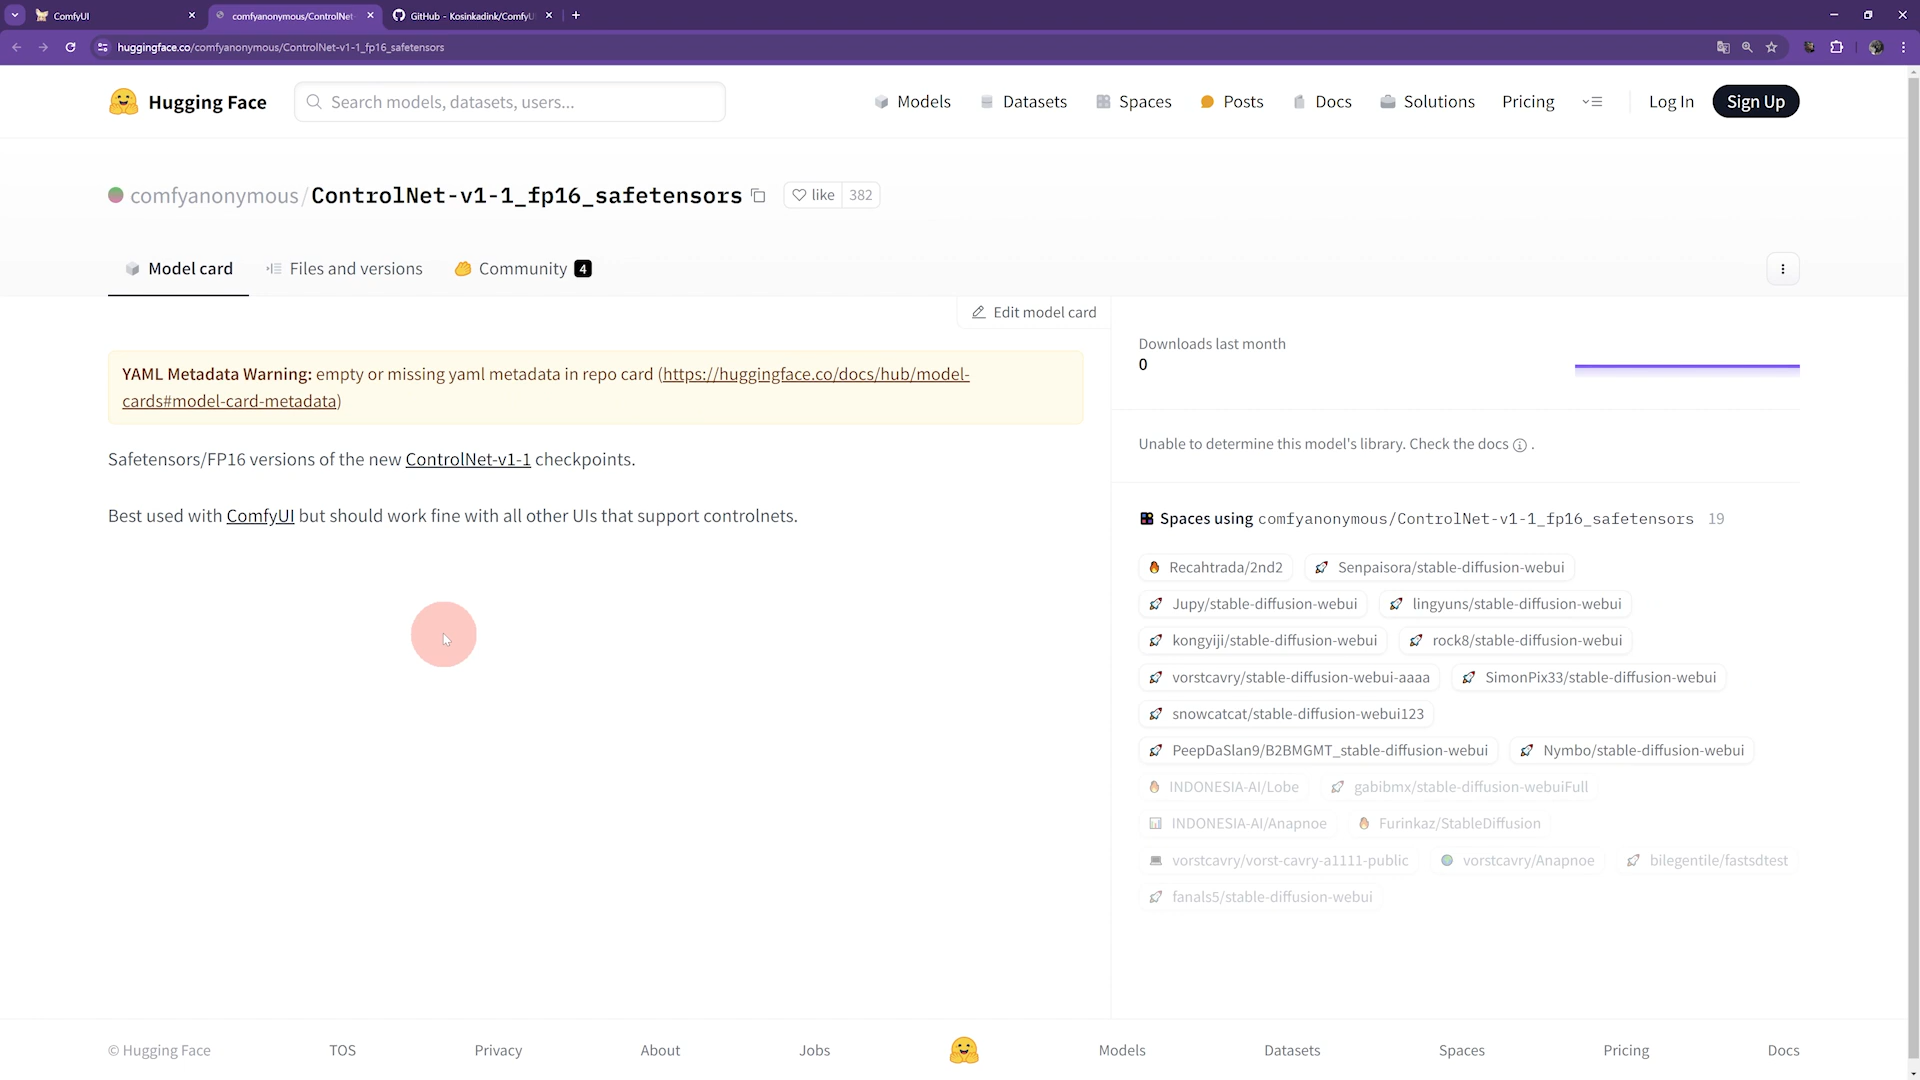 ComfyUI
comfyanonymous/ControlNet-
GitHub - Kosinkadink/ComfyUI
huggingface.co/comfyanonymous/ControlNet-v1-1_fp16_safetensors
Hugging Face
Search models, datasets, users...
Models
Datasets
Spaces
Posts
Docs
Solutions
Pricing
Log In
Sign Up
comfyanonymous/ControlNet-v1-1_fp16_safetensors
like 382
Model card
Files and versions
Community 4
Edit model card
YAML Metadata Warning: empty or missing yaml metadata in repo card (https://huggingface.co/docs/hub/model-
cards#model-card-metadata)
Safetensors/FP16 versions of the new ControlNet-v1-1 checkpoints.
Best used with ComfyUI but should work fine with all other UIs that support controlnets.
Downloads last month
0
Unable to determine this model's library. Check the docs .
Spaces using comfyanonymous/ControlNet-v1-1_fp16_safetensors 19
Recahtrada/2nd2
Senpaisora/stable-diffusion-webui
Jupy/stable-diffusion-webui
lingyuns/stable-diffusion-webui
kongyiji/stable-diffusion-webui
rock8/stable-diffusion-webui
vorstcavry/stable-diffusion-webui-aaaa
SimonPix33/stable-diffusion-webui
snowcatcat/stable-diffusion-webui123
PeepDaSlan9/B2BMGMT_stable-diffusion-webui
Nymbo/stable-diffusion-webui
INDONESIA-AI/Lobe
gabibmx/stable-diffusion-webuiFull
INDONESIA-AI/Anapnoe
Furinkaz/StableDiffusion
vorstcavry/vorst-cavry-a1111-public
vorstcavry/Anapnoe
bilegentile/fastsdtest
fanals5/stable-diffusion-webui
© Hugging Face
TOS
Privacy
About
Jobs
Models
Datasets
Spaces
Pricing
Docs